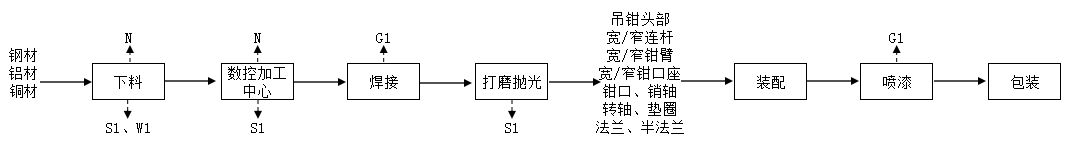 钢材
铝材
铜材
N
下料
S1、W1
N
数控加工
中心
S1
G1
焊接
打磨抛光
S1
吊钳头部
宽/窄连杆
宽/窄钳臂
宽/窄钳口座
钳口、销轴
转轴、垫圈
法兰、半法兰
装配
G1
喷漆
包装